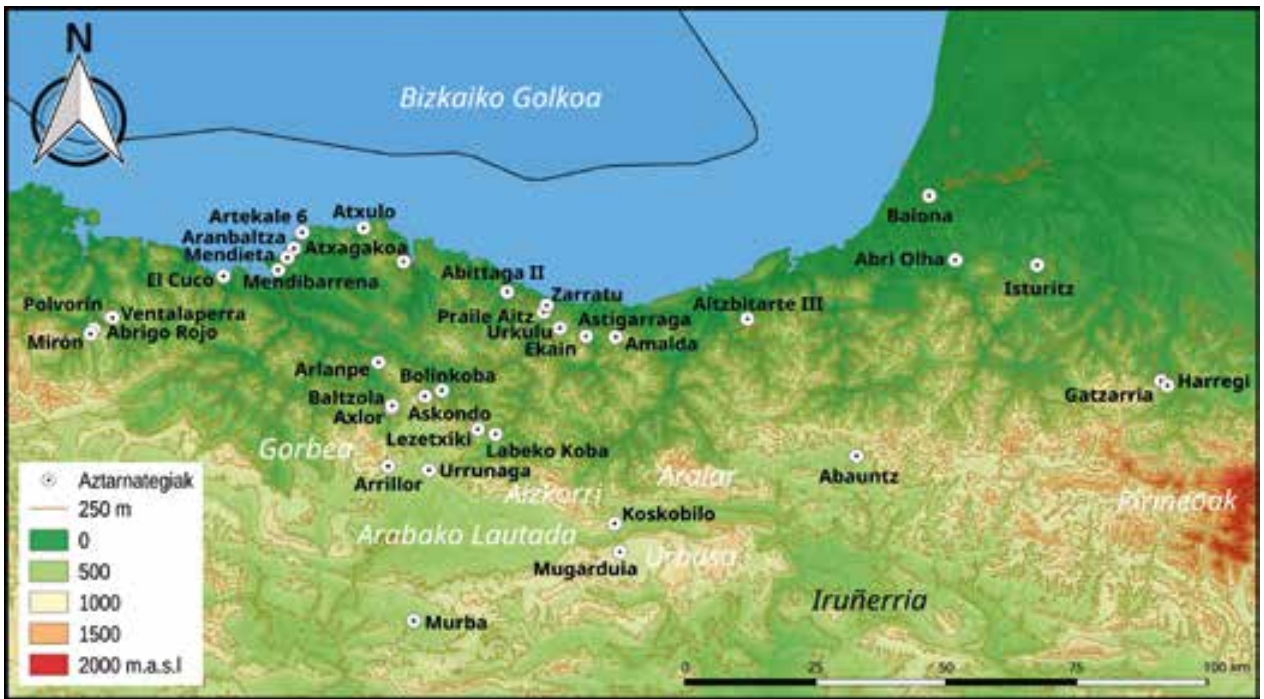 N
Bizkaiko Golkoa
Artekale 6
Atxulo
Aranbaltza
Atxagakoa
Mendieta
El Cuco
Mendibarrena
Abittaga II
Zarratu
Aitzbitarte III
Baiona
Abri Olha
Isturitz
Polvorín
Ventalaperra
Praile Aitz
Astigarraga
Urkulu
Mirón
Abrigo Rojo
Ekain
Amalda
Arlanpe
Bolinkoba
Baltzola
Askondo
Axlor
Gatzarria
Harregi
Lezetxiki
Labeko Koba
Gorbea
Arrillor
Urrunaga
Aizkorri
Aralar
Abauntz
Pirineoak
Koskobilo
Arabako Lautada
Mugarduia
Urbasa
Iruñerria
Murba
Aztarnategiak
250 m
0
500
1000
1500
2000 m.a.s.l
0 25 50 75 100 km